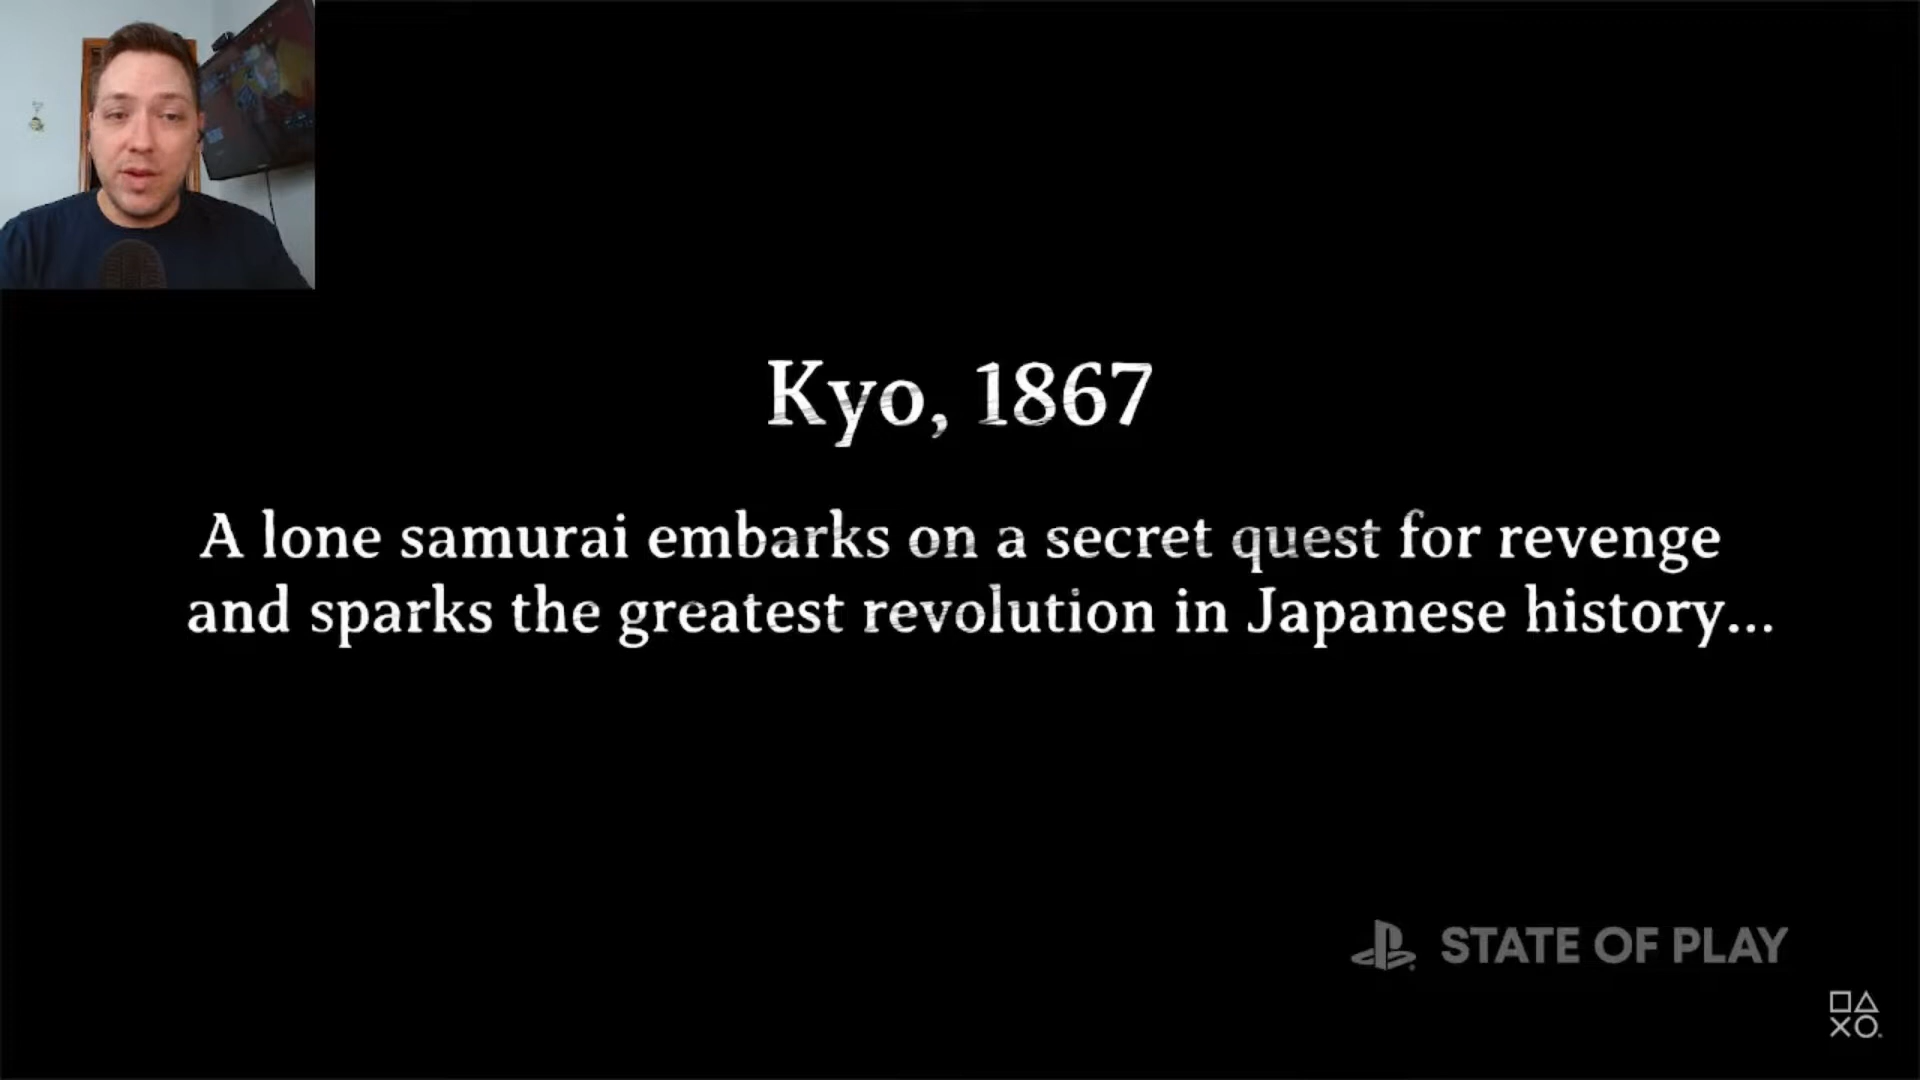 Kyo, 1867
A lone samurai embarks on a secret quest for revenge
and sparks the greatest revolution in Japanese history...
STATE OF PLAY